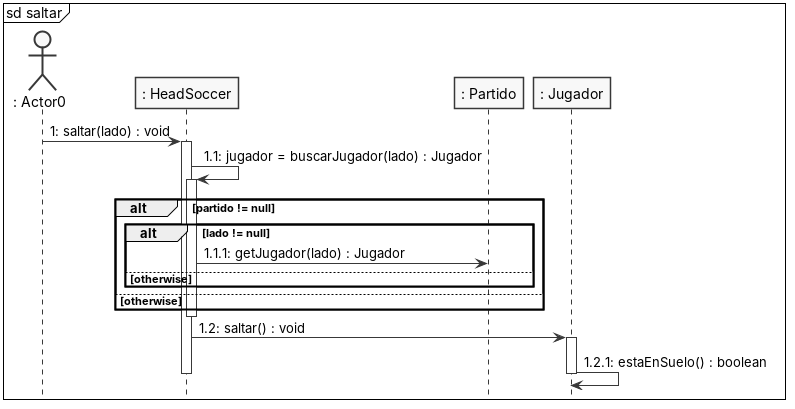 sd saltar
: Actor0
: HeadSoccer
: Partido
: Jugador
1: saltar(lado) : void
1.1: jugador = buscarJugador(lado) : Jugador
alt [partido != null]
alt [lado != null]
1.1.1: getJugador(lado) : Jugador
[otherwise]
[otherwise]
1.2: saltar() : void
1.2.1: estaEnSuelo() : boolean